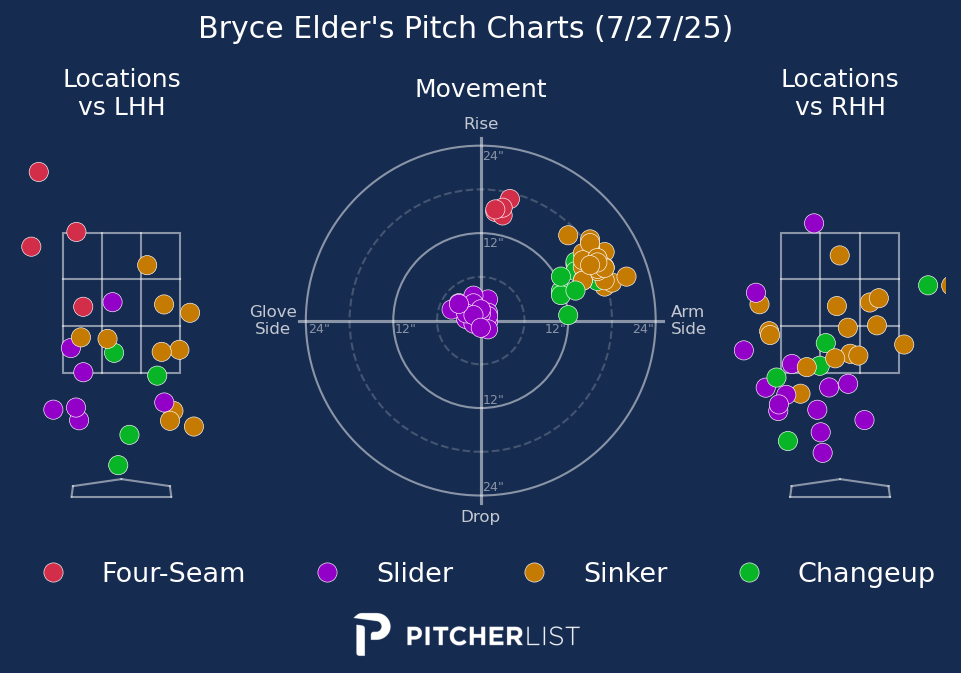 Bryce Elder's Pitch Charts (7/27/25)
Locations
vs LHH
Movement
Locations
vs RHH
Rise
24"
12"
Glove
Side
24"
12"
12"
24"
Arm
Side
12"
24"
Drop
Four-Seam
Slider
Sinker
Changeup
PITCHERLIST